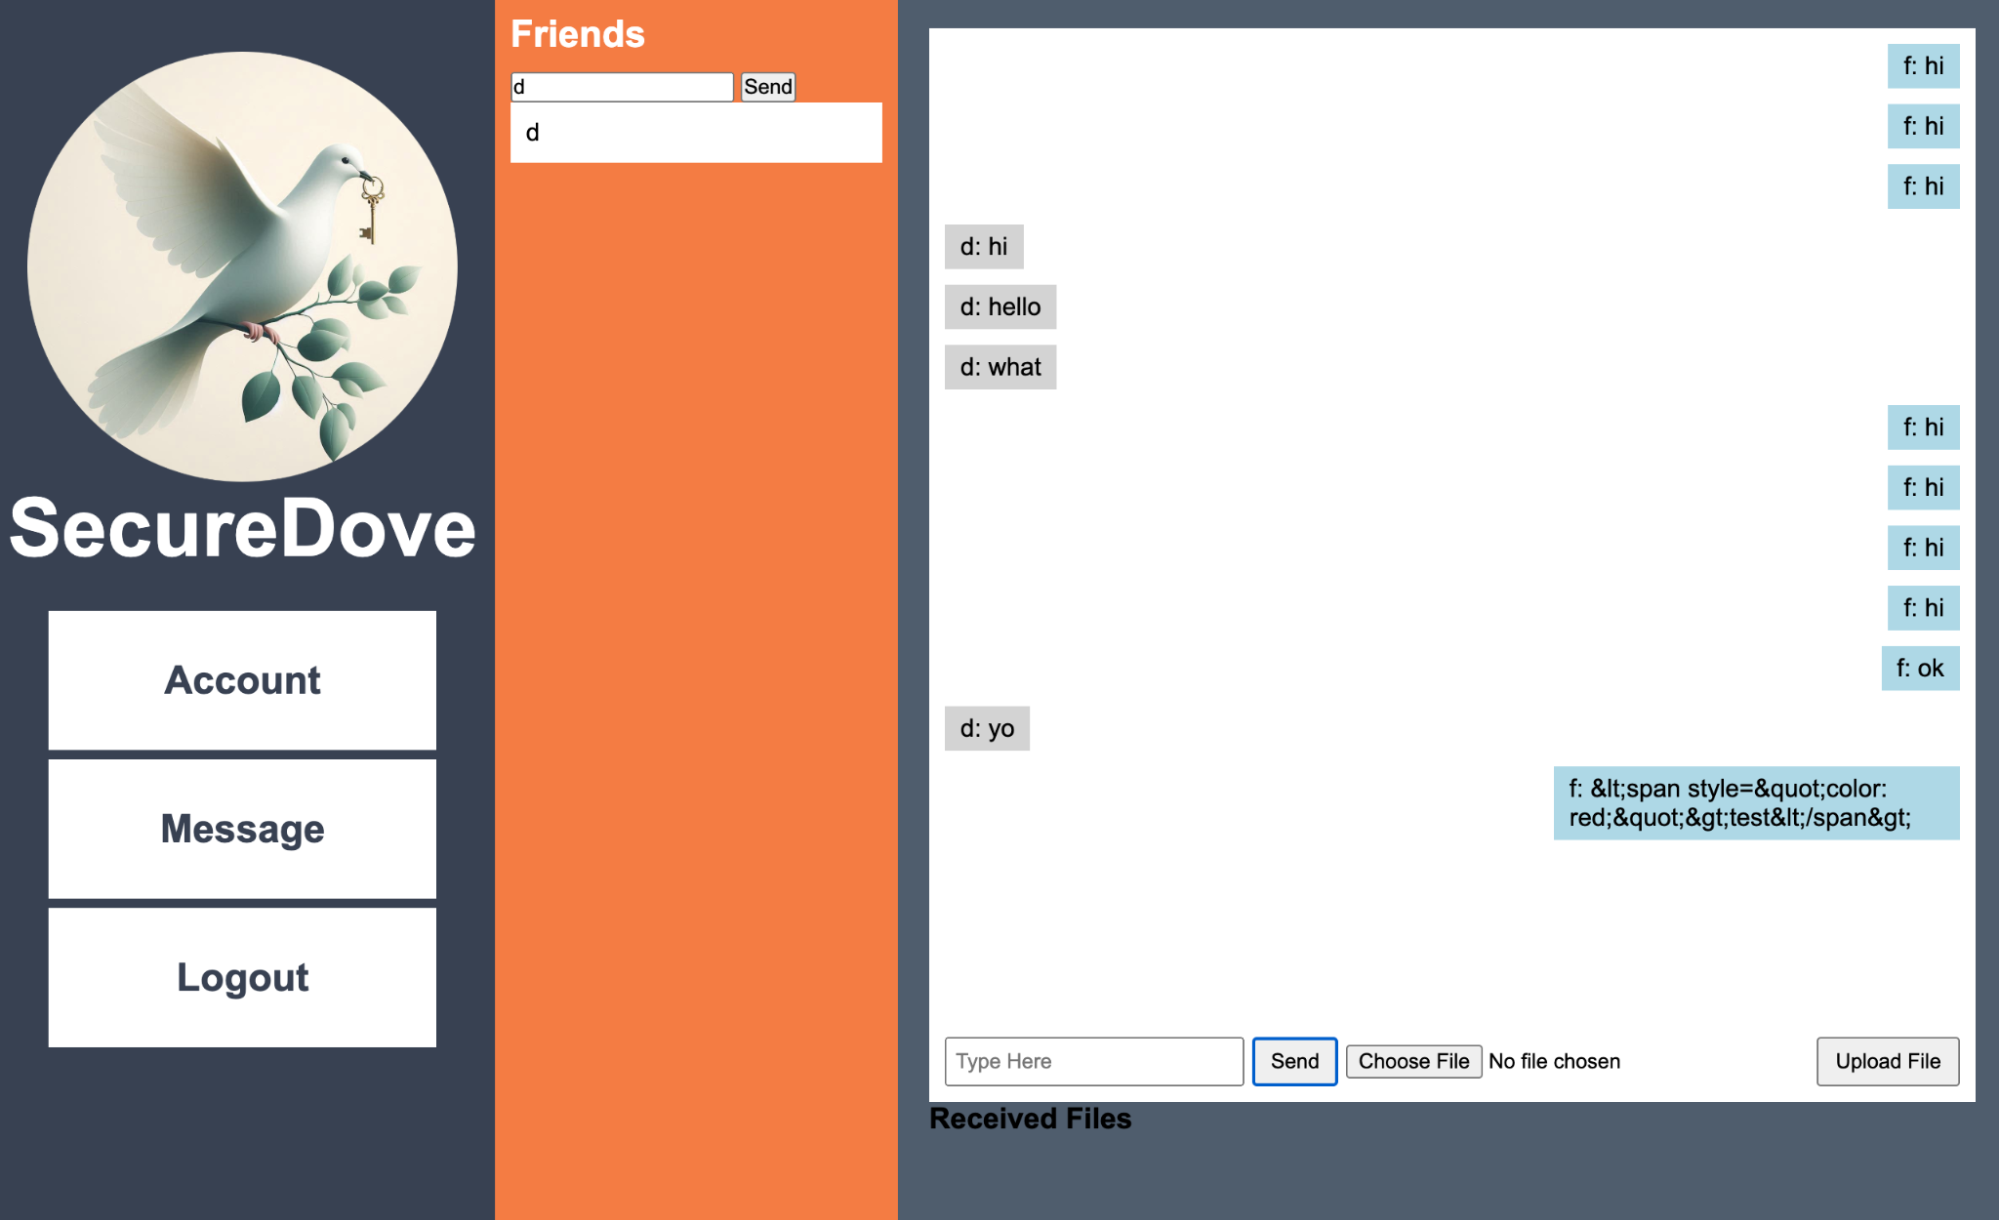 SecureDove
Account
Message
Logout
Friends
d
Send
d
f: hi
f: hi
f: hi
d: hi
d: hello
d: what
f: hi
f: hi
f: hi
f: hi
f: ok
d: yo
f: &lt;span style=&quot;color:
red;&quot;&gt;test&lt;/span&gt;
Type Here
Send
Choose File No file chosen
Upload File
Received Files